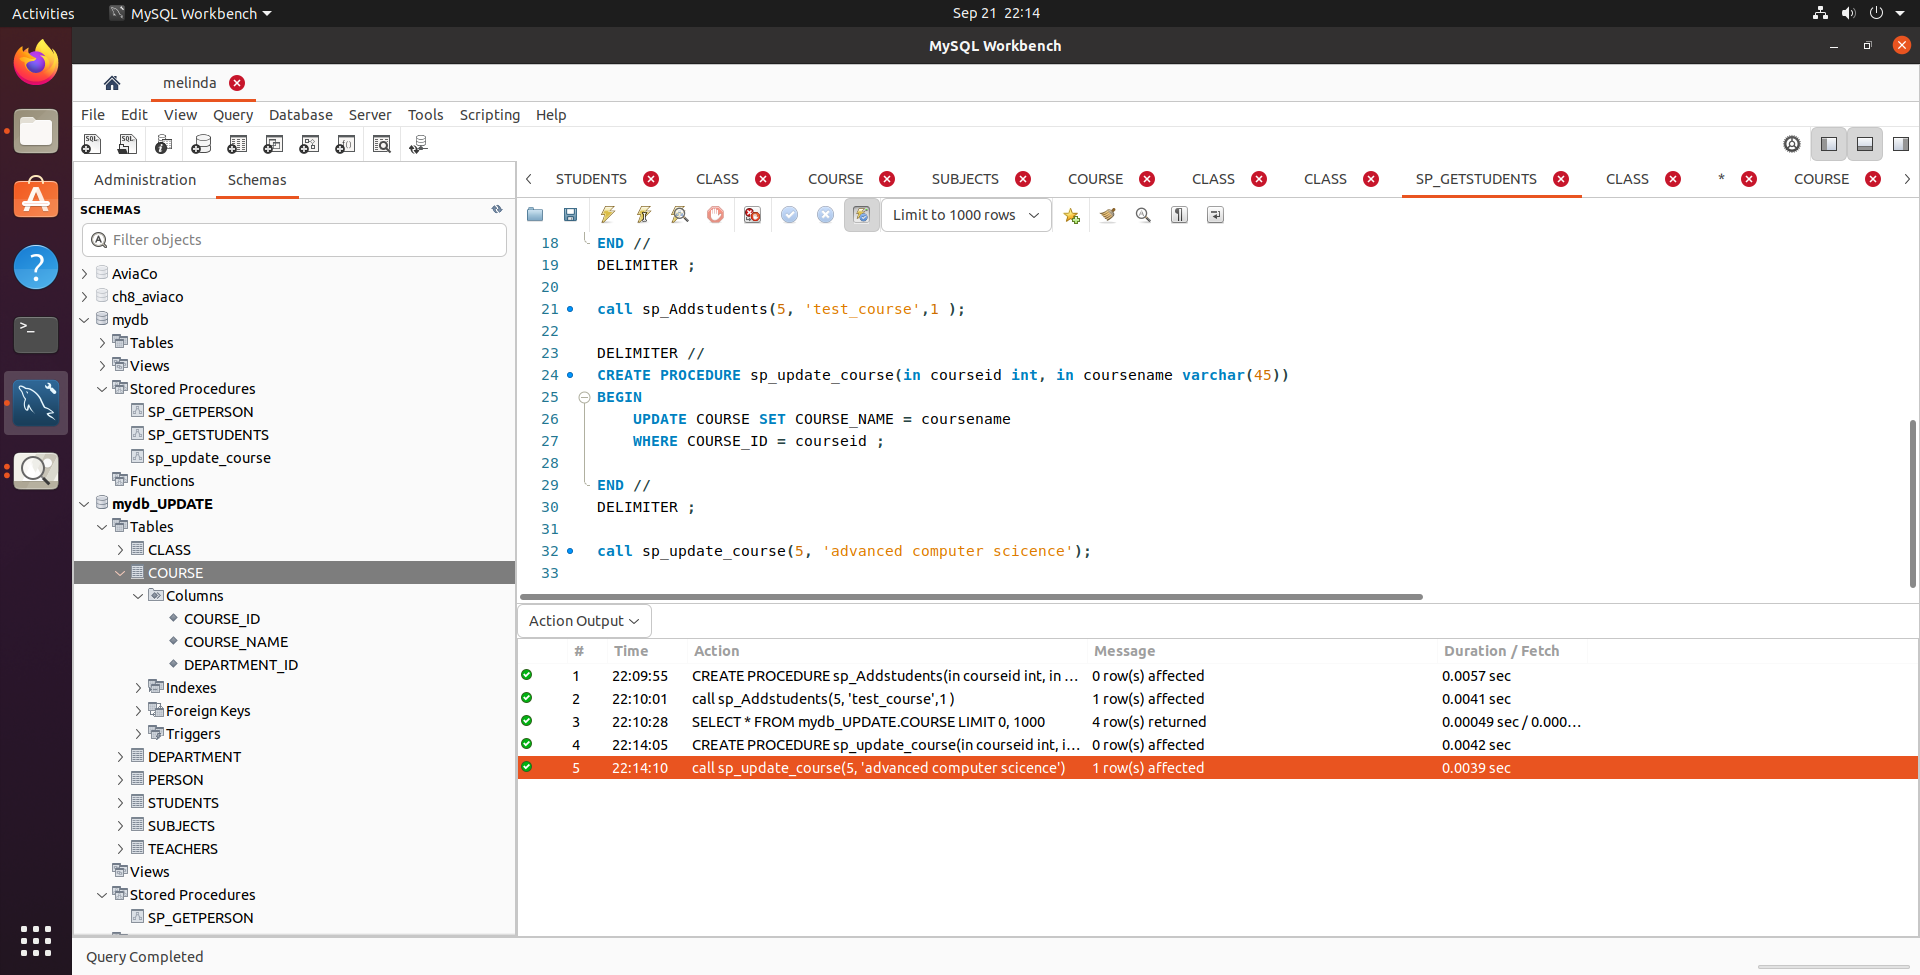 Activities MySQL Workbench Sep 21 22:14
MySQL Workbench
melinda
File Edit View Query Database Server Tools Scripting Help
Administration Schemas
STUDENTS CLASS COURSE SUBJECTS COURSE CLASS CLASS SP_GETSTUDENTS CLASS * COURSE
SCHEMAS
Filter objects
Limit to 1000 rows
AviaCo
ch8_aviaco
mydb
Tables
Views
Stored Procedures
SP_GETPERSON
SP_GETSTUDENTS
sp_update_course
Functions
mydb_UPDATE
Tables
CLASS
COURSE
Columns
COURSE_ID
COURSE_NAME
DEPARTMENT_ID
Indexes
Foreign Keys
Triggers
DEPARTMENT
PERSON
STUDENTS
SUBJECTS
TEACHERS
Views
Stored Procedures
SP_GETPERSON
18 END //
19 DELIMITER ;
20
21 call sp_Addstudents(5, 'test_course',1 );
22
23 DELIMITER //
24 CREATE PROCEDURE sp_update_course(in courseid int, in coursename varchar(45))
25 BEGIN
26 UPDATE COURSE SET COURSE_NAME = coursename
27 WHERE COURSE_ID = courseid ;
28
29 END //
30 DELIMITER ;
31
32 call sp_update_course(5, 'advanced computer scicence');
33
Action Output
# Time Action Message Duration / Fetch
1 22:09:55 CREATE PROCEDURE sp_Addstudents(in courseid int, in ... 0 row(s) affected 0.0057 sec
2 22:10:01 call sp_Addstudents(5, 'test_course',1 ) 1 row(s) affected 0.0041 sec
3 22:10:28 SELECT * FROM mydb_UPDATE.COURSE LIMIT 0, 1000 4 row(s) returned 0.00049 sec / 0.000...
4 22:14:05 CREATE PROCEDURE sp_update_course(in courseid int, i... 0 row(s) affected 0.0042 sec
5 22:14:10 call sp_update_course(5, 'advanced computer scicence') 1 row(s) affected 0.0039 sec
Query Completed